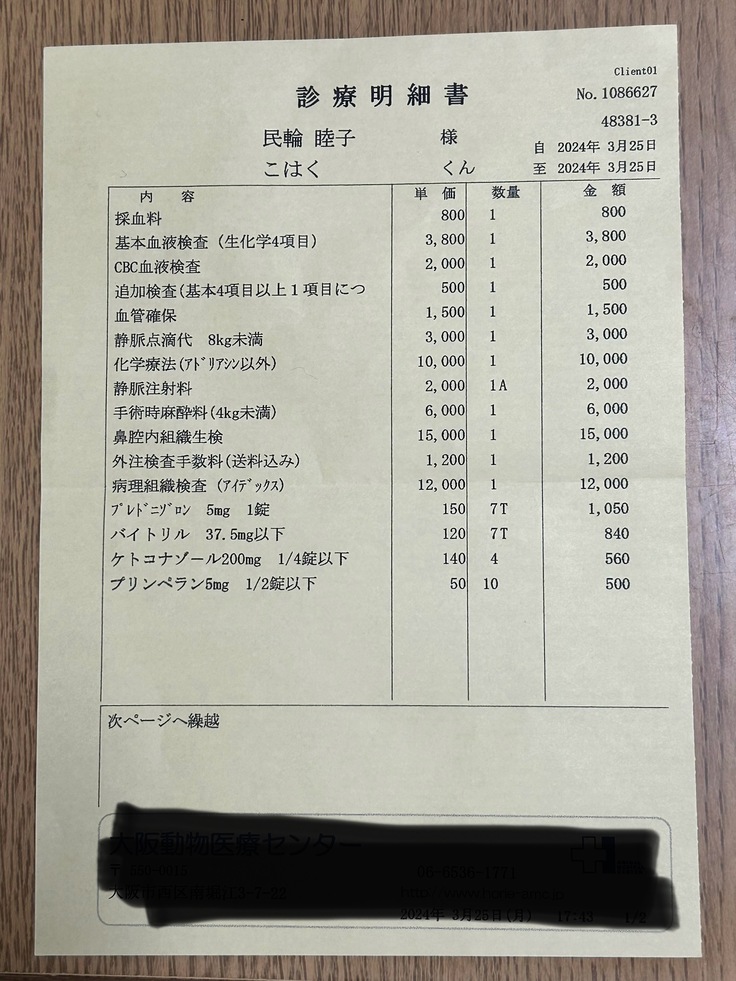 Client01
診療明細書
No.1086627
48381-3
民輪 睦子 様
自 2024年 3月25日
こはく くん
至 2024年 3月25日
内 容 単 価 数量 金 額
採血料 800 1 800
基本血液検査（生化学4項目） 3,800 1 3,800
CBC血液検査 2,000 1 2,000
追加検査(基本4項目以上１項目につ 500 1 500
血管確保 1,500 1 1,500
静脈点滴代 8kg未満 3,000 1 3,000
化学療法(ｱﾄﾞﾘｱｼﾝ以外) 10,000 1 10,000
静脈注射料 2,000 1A 2,000
手術時麻酔料(4kg未満) 6,000 1 6,000
鼻腔内組織生検 15,000 1 15,000
外注検査手数料(送料込み) 1,200 1 1,200
病理組織検査（ｱｲﾃﾞｯｸｽ) 12,000 1 12,000
ﾌﾟﾚﾄﾞﾆｿﾞﾛﾝ 5mg 1錠 150 7T 1,050
バイトリル 37.5mg以下 120 7T 840
ケトコナゾール200mg 1/4錠以下 140 4 560
プリンペラン5mg 1/2錠以下 50 10 500
次ページへ繰越
2024年 3月25日(月) 17:43 1/2